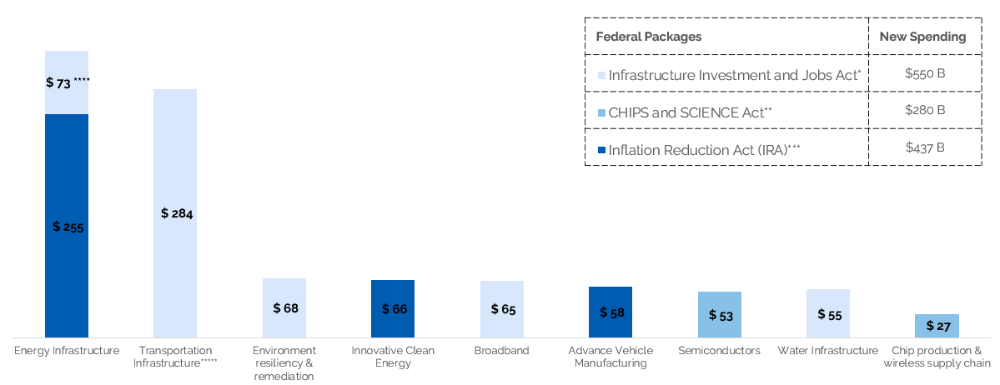 Federal Packages New Spending
Infrastructure Investment and Jobs Act* $550 B
CHIPS and SCIENCE Act** $280 B
Inflation Reduction Act (IRA)*** $437 B
$ 73 ****
$ 255
$ 284
$ 68
$ 66
$ 65
$ 58
$ 53
$ 55
$ 27
Energy Infrastructure
Transportation
Infrastructure*****
Environment
resiliency &
remediation
Innovative Clean
Energy
Broadband
Advance Vehicle
Manufacturing
Semiconductors
Water Infrastructure
Chip production &
wireless supply chain